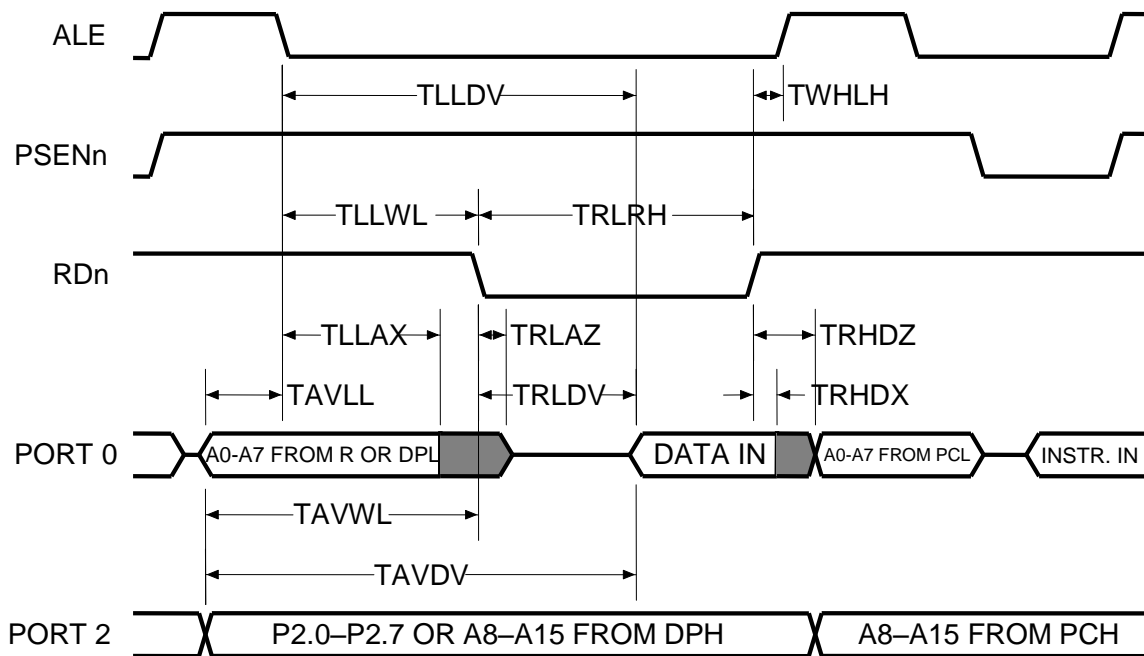 ALE
TLLDV
TWHLH
PSENn
TLLWL
TRLRH
RDn
TLLAX
TRLAZ
TRHDZ
TAVLL
TRLDV
TRHDX
PORT 0
A0-A7 FROM R OR DPL
DATA IN
A0-A7 FROM PCL
INSTR. IN
TAVWL
TAVDV
PORT 2
P2.0–P2.7 OR A8–A15 FROM DPH
A8–A15 FROM PCH